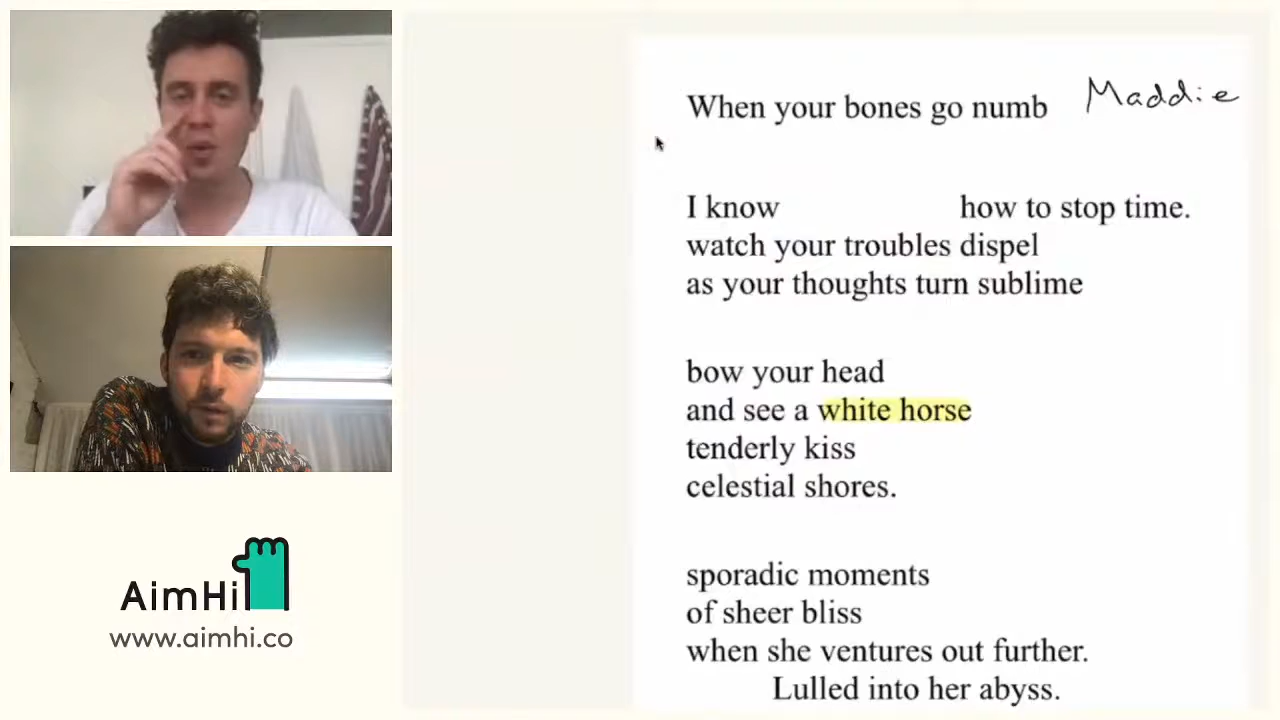 When your bones go numb Maddie
I know how to stop time.
watch your troubles dispel
as your thoughts turn sublime
bow your head
and see a white horse
tenderly kiss
celestial shores.
sporadic moments
of sheer bliss
when she ventures out further.
Lulled into her abyss.
AimHi
www.aimhi.co